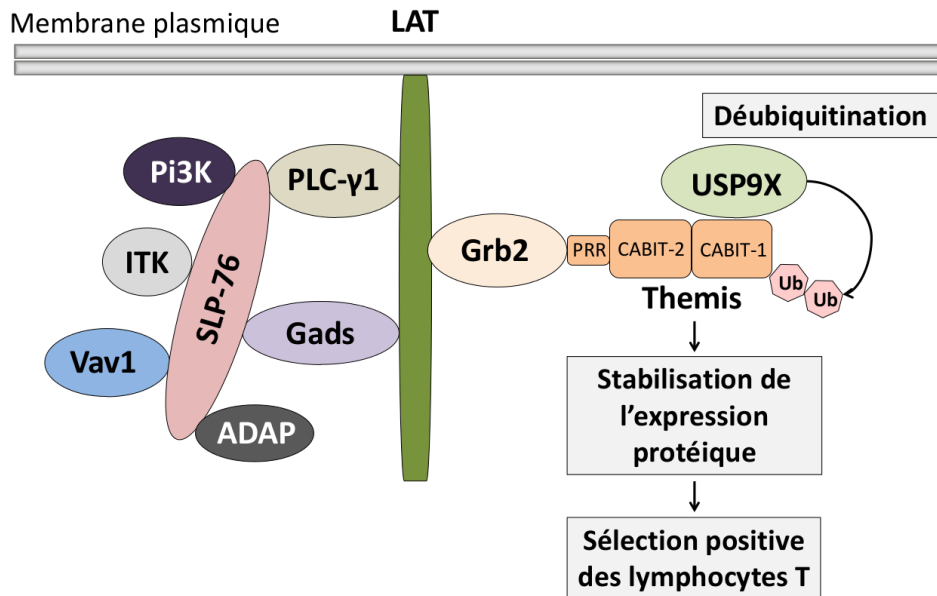 Membrane plasmique
LAT
Déubiquitination
Pi3K
PLC-γ1
USP9X
ITK
SLP-76
Grb2
PRR
CABIT-2
CABIT-1
Ub
Ub
Themis
Gads
Vav1
ADAP
Stabilisation de
l’expression
protéique
Sélection positive
des lymphocytes T